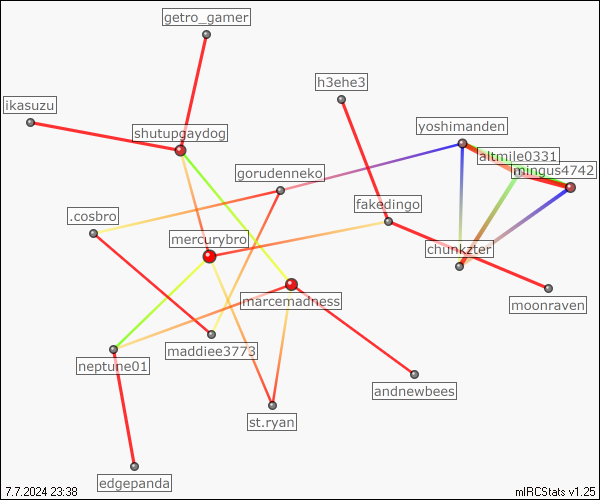 getro_gamer
h3ehe3
ikasuzu
shutupgaydog
yoshimanden
altmile0331
mingus4742
gorudenneko
fakedingo
.cosbro
mercurybro
chunkzter
marcemadness
moonraven
maddiee3773
neptune01
andnewbees
st.ryan
edgepanda
7.7.2024 23:38
mIRCStats v1.25